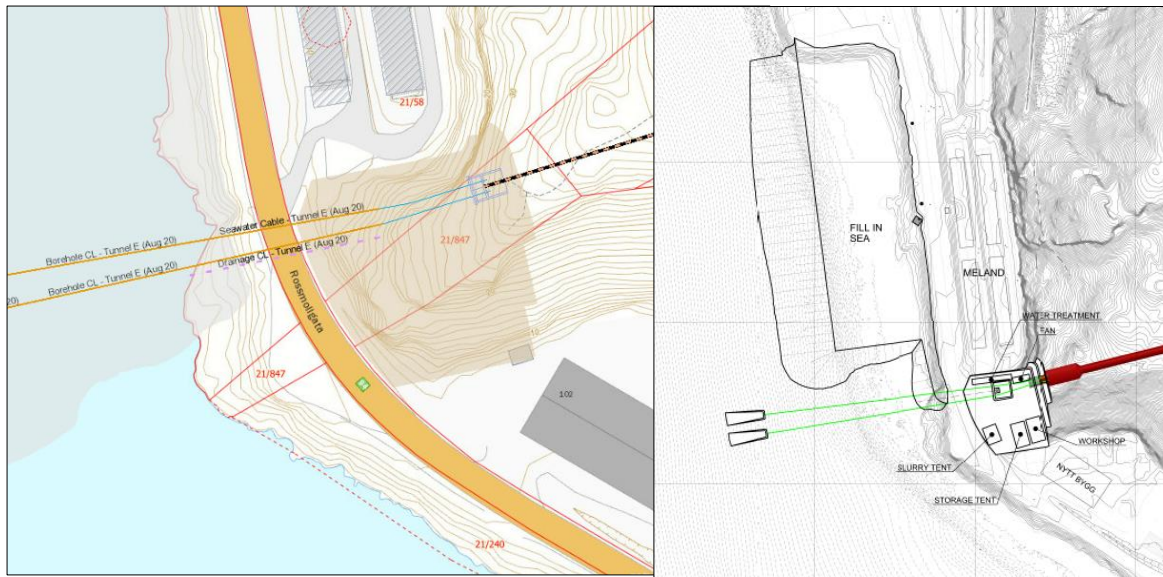 21/58
Seawater Cable - Tunnel E (Aug 20)
Borehole CL - Tunnel E (Aug 20)
21/847
Drainage CL - Tunnel E (Aug 20)
Borehole CL - Tunnel E (Aug 20)
20)
Rossmollgata
10
21/847
102
21/240
FILL IN
SEA
MELAND
WATER TREATMENT
FAN
WORKSHOP
SLURRY TENT
NYTT BYGG
STORAGE TENT